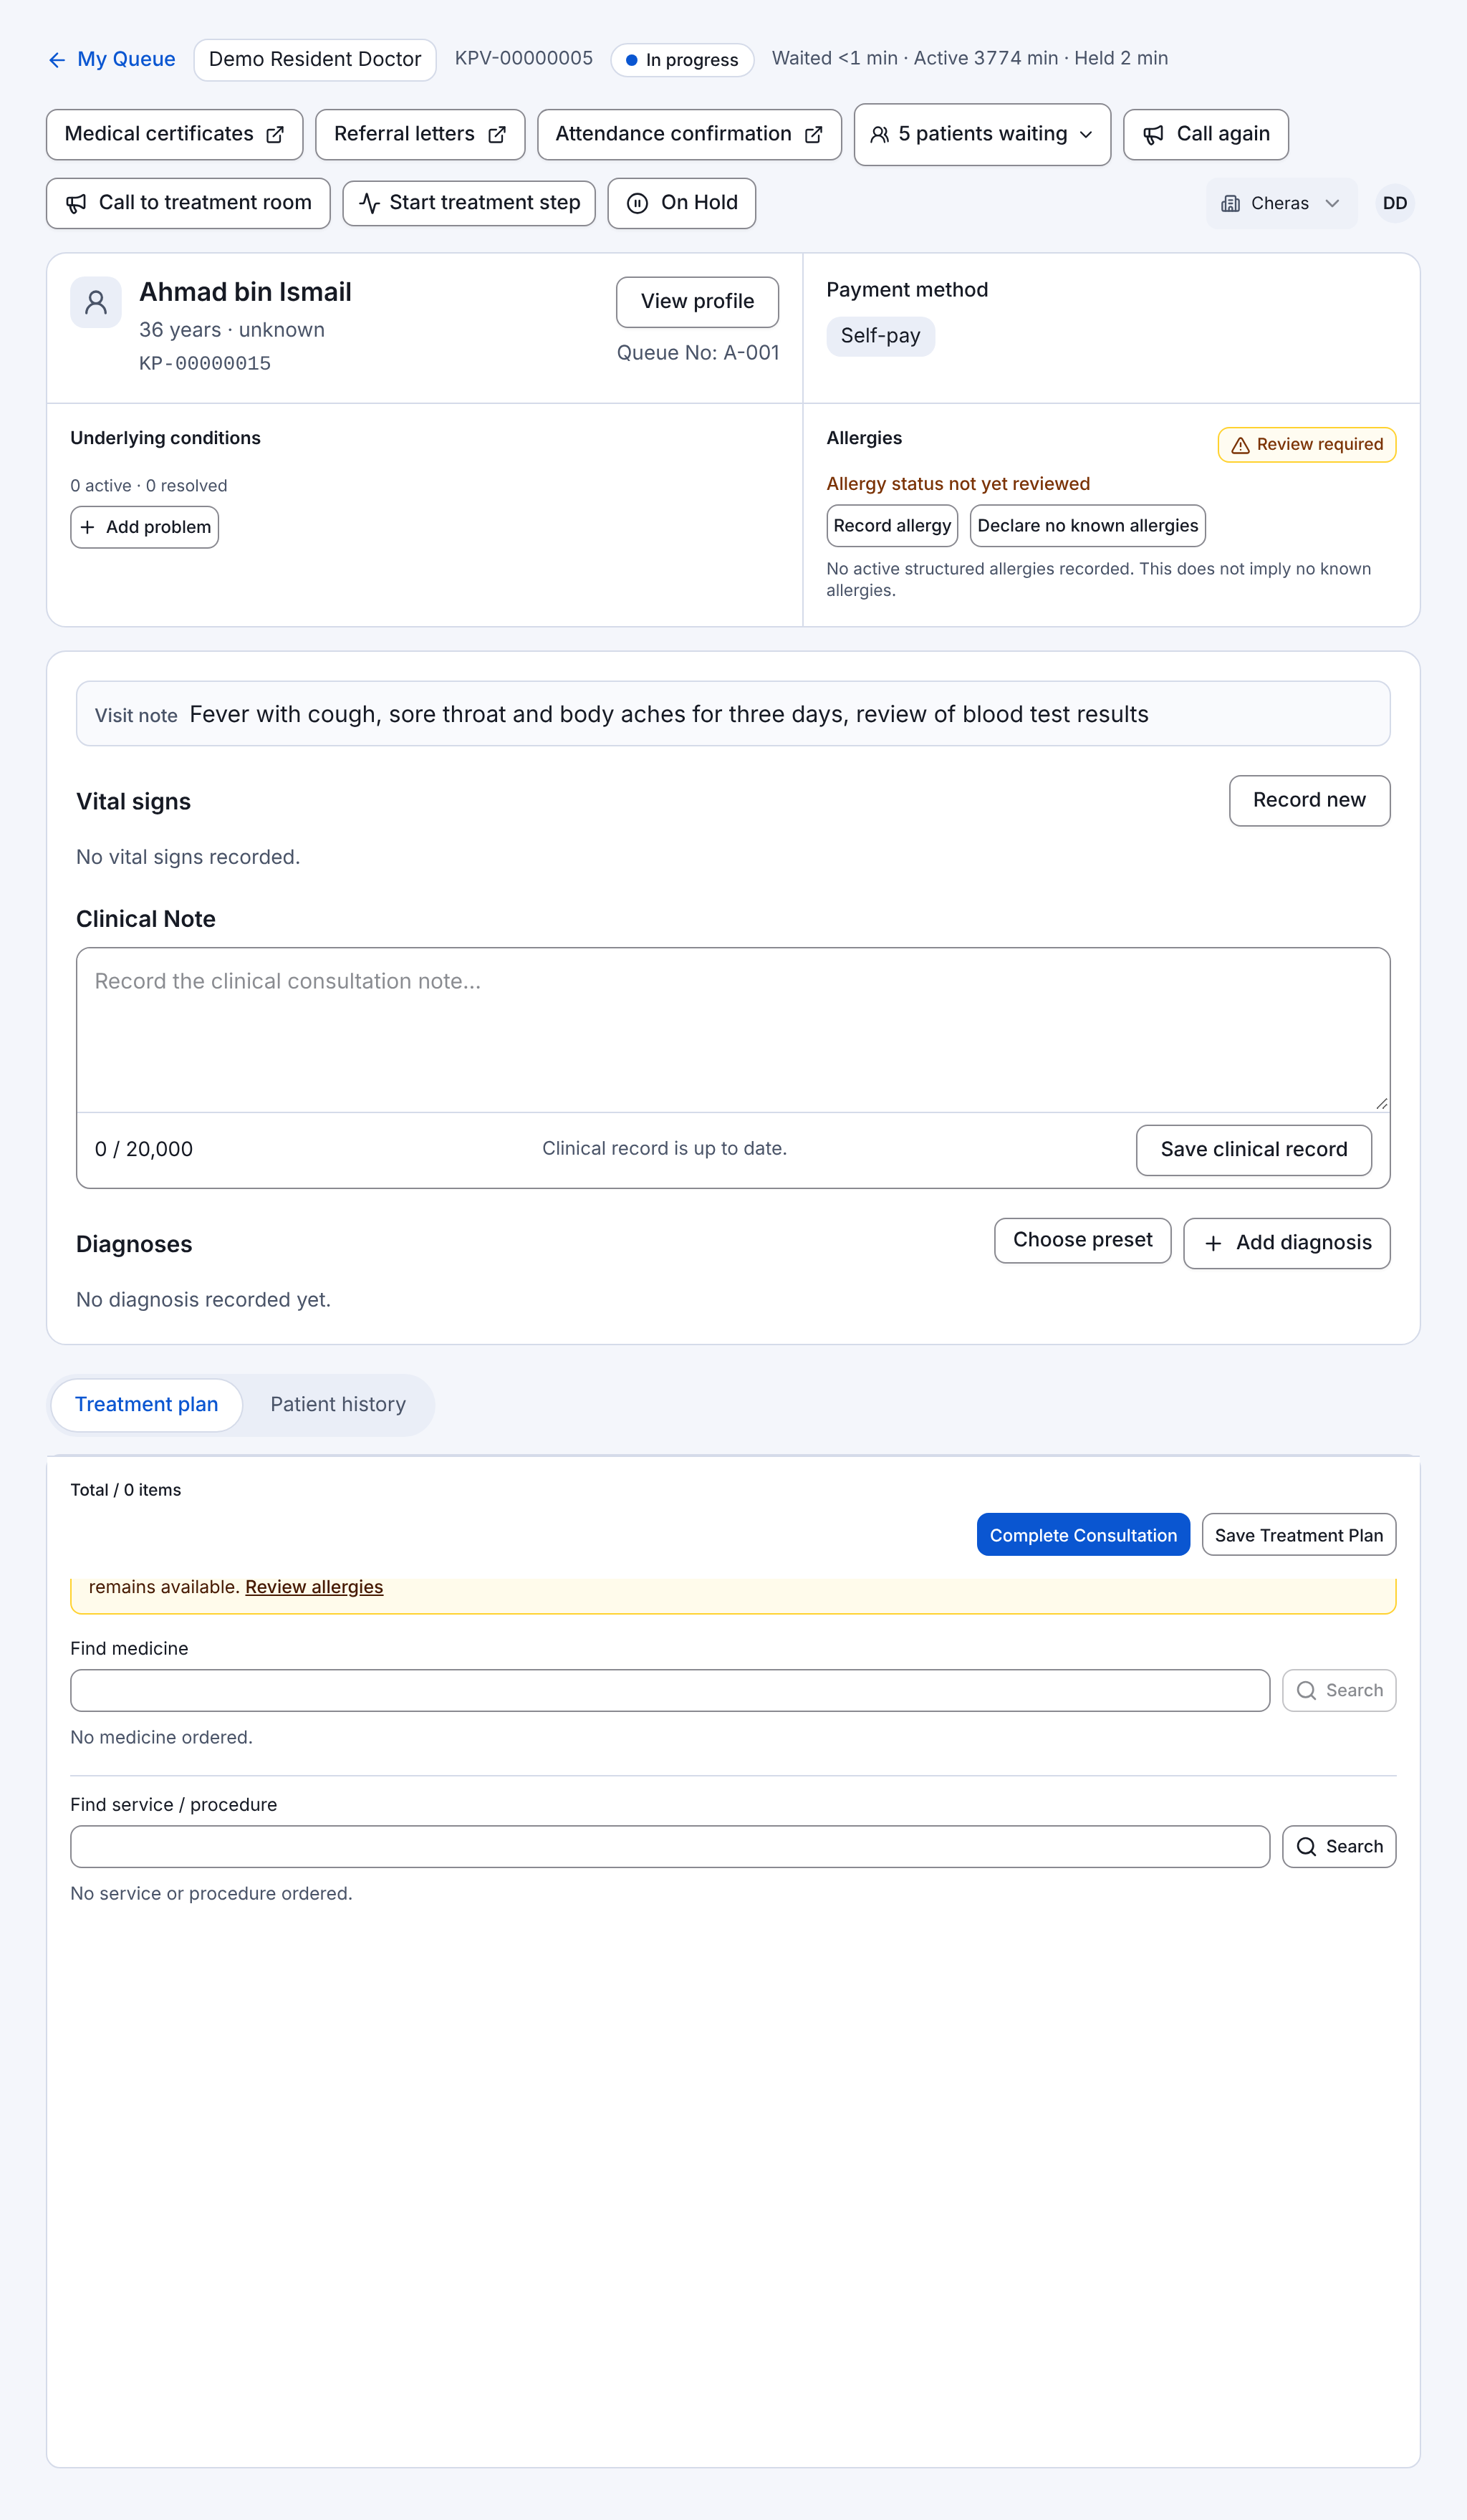 My Queue
Demo Resident Doctor
KPV-00000005
In progress
Waited <1 min · Active 3774 min · Held 2 min
Medical certificates
Referral letters
Attendance confirmation
5 patients waiting
Call again
Call to treatment room
Start treatment step
On Hold
Cheras
DD
Ahmad bin Ismail
36 years · unknown
KP-00000015
View profile
Queue No: A-001
Payment method
Self-pay
Underlying conditions
0 active · 0 resolved
Add problem
Allergies
Review required
Allergy status not yet reviewed
Record allergy
Declare no known allergies
No active structured allergies recorded. This does not imply no known
allergies.
Visit note Fever with cough, sore throat and body aches for three days, review of blood test results
Vital signs
Record new
No vital signs recorded.
Clinical Note
Record the clinical consultation note...
0 / 20,000
Clinical record is up to date.
Save clinical record
Diagnoses
Choose preset
Add diagnosis
No diagnosis recorded yet.
Treatment plan
Patient history
Total / 0 items
Complete Consultation
Save Treatment Plan
remains available. Review allergies
Find medicine
Search
No medicine ordered.
Find service / procedure
Search
No service or procedure ordered.